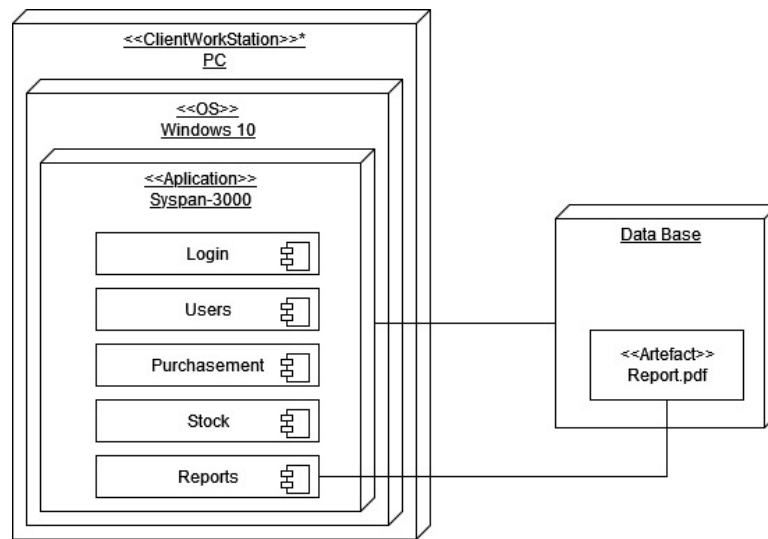 <<ClientWorkStation>>*
PC
<<OS>>
Windows 10
<<Aplication>>
Syspan-3000
Login
Users
Purchasement
Stock
Reports
Data Base
<<Artefact>>
Report.pdf